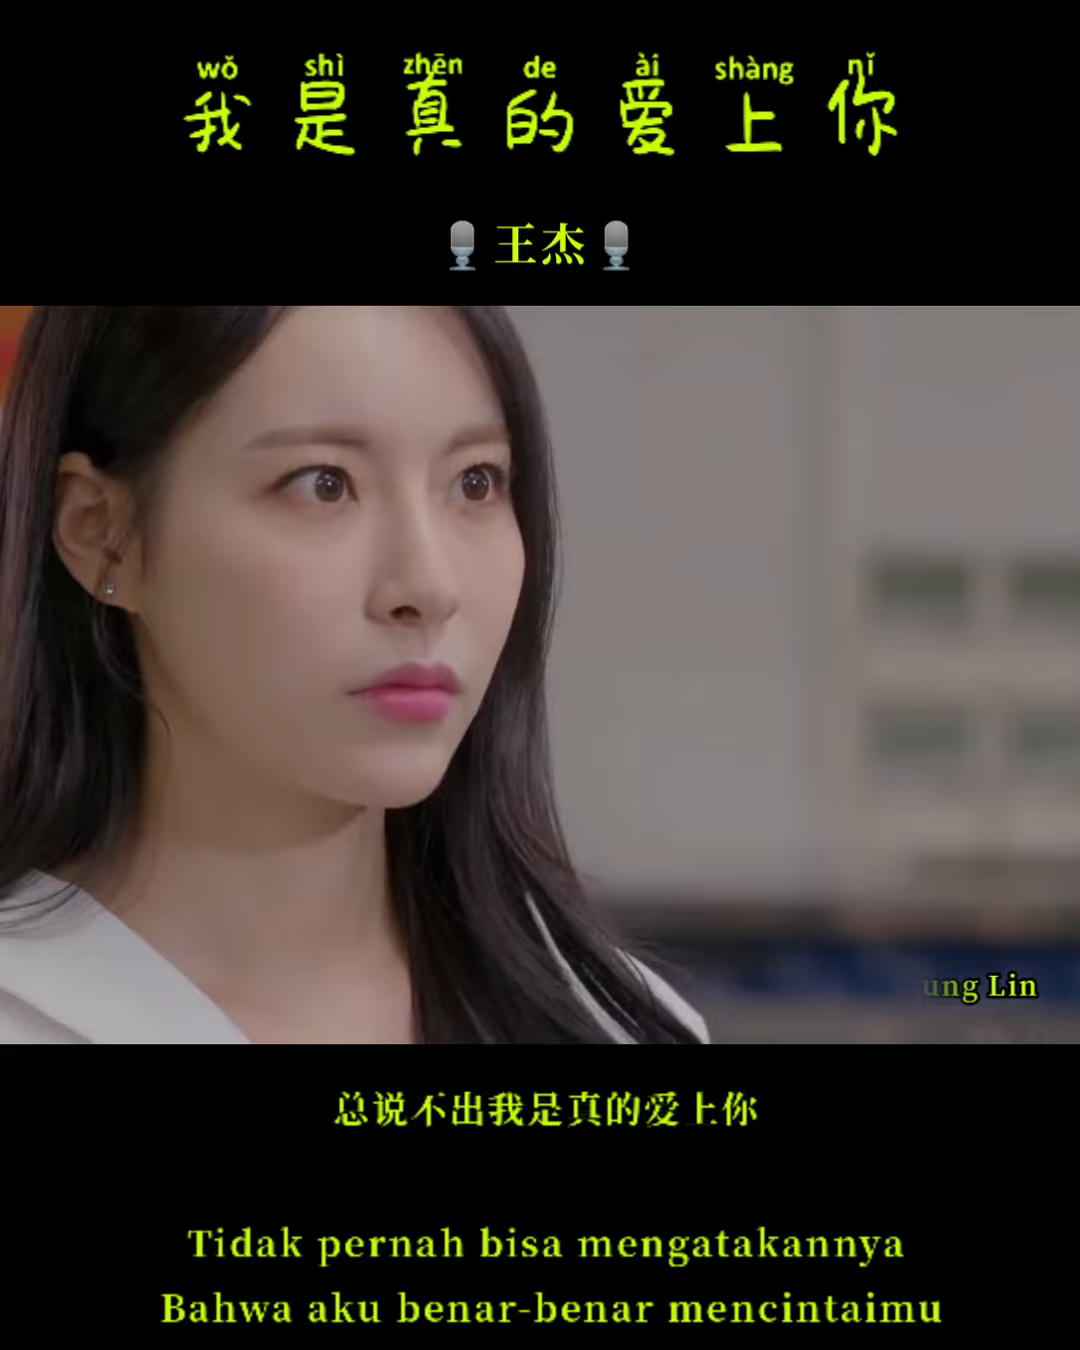 wǒ shì zhēn de ài shàng nǐ
我是真的爱上你
王杰
ung Lin
总说不出我是真的爱上你
Tidak pernah bisa mengatakannya
Bahwa aku benar-benar mencintaimu